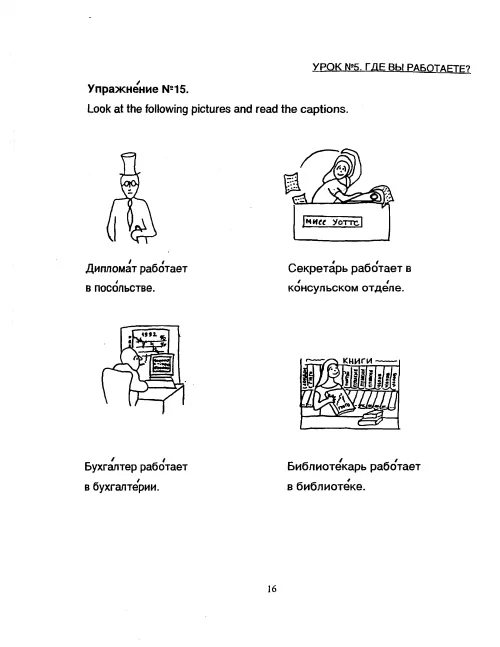 УРОК №5. ГДЕ ВЫ РАБОТАЕТЕ?
Упражне́ние №15.
Look at the following pictures and read the captions.
МИСС УОТТС
Диплома́т рабо́тает
в посо́льстве.
Секрета́рь рабо́тает в
ко́нсульском отде́ле.
1992
КНИГИ
Бухга́лтер рабо́тает
в бухгалте́рии.
Библиоте́карь рабо́тает
в библиоте́ке.
16